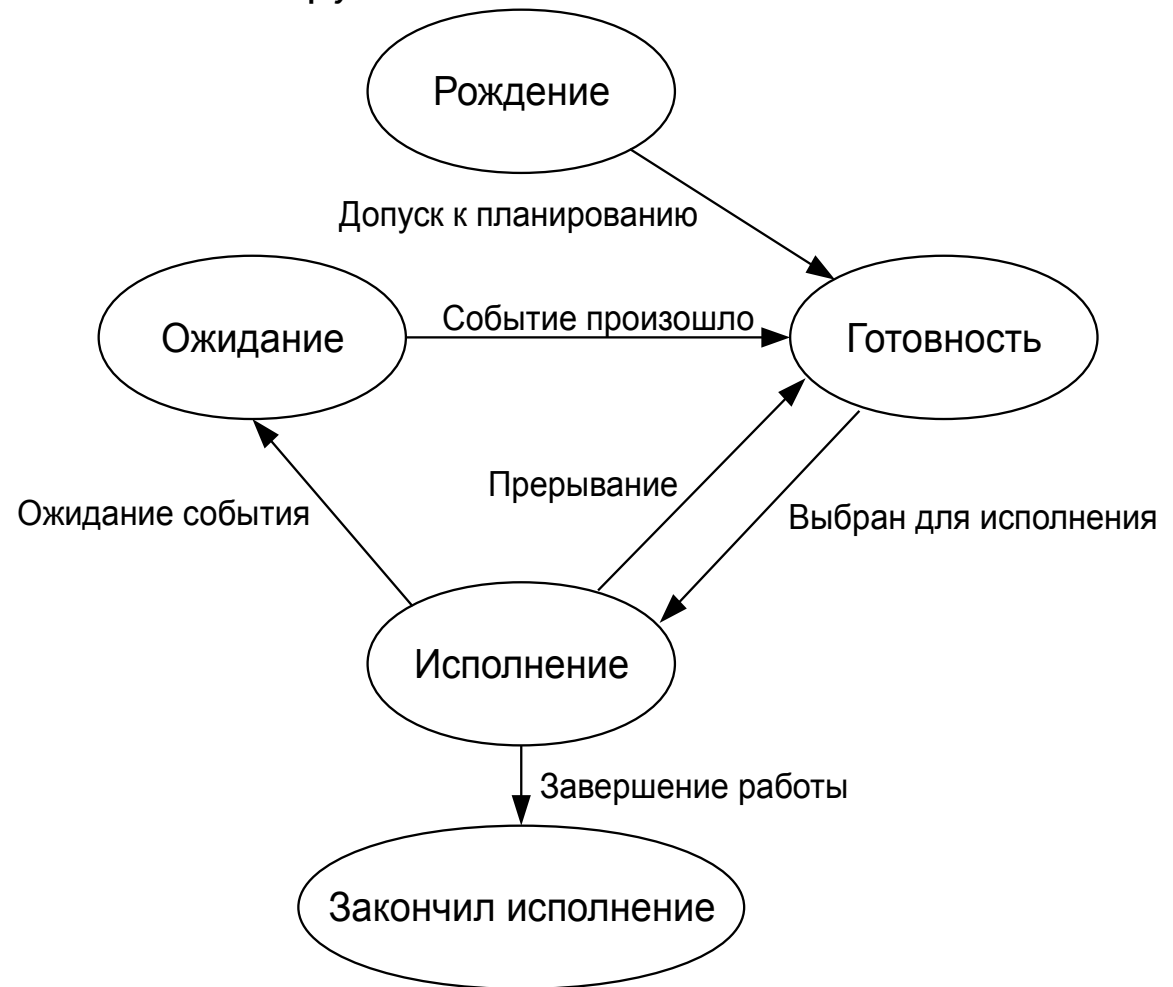 Рождение
Допуск к планированию
Ожидание
Событие произошло
Готовность
Прерывание
Ожидание события
Выбран для исполнения
Исполнение
Завершение работы
Закончил исполнение